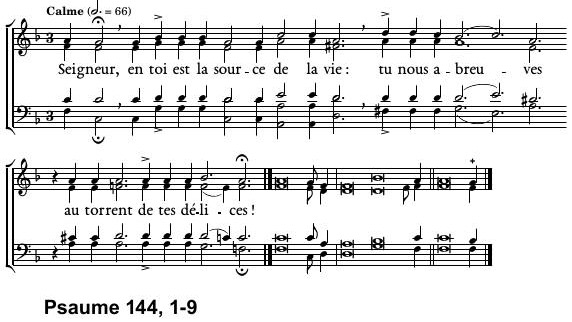 Calme (𝅗𝅥. = 66)
Seigneur, en toi est la sour - ce de la vie : tu nous a - breu - ves
au torrent de tes dé-li - ces !
Psaume 144, 1-9